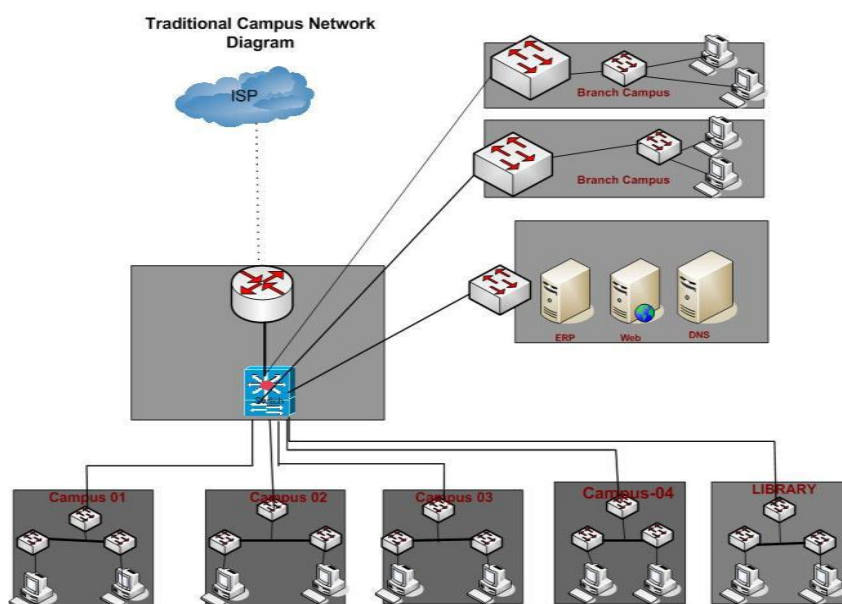 Traditional Campus Network
Diagram
ISP
Branch Campus
Branch Campus
ERP
Web
DNS
Switch
Campus 01
Campus 02
Campus 03
Campus-04
LIBRARY